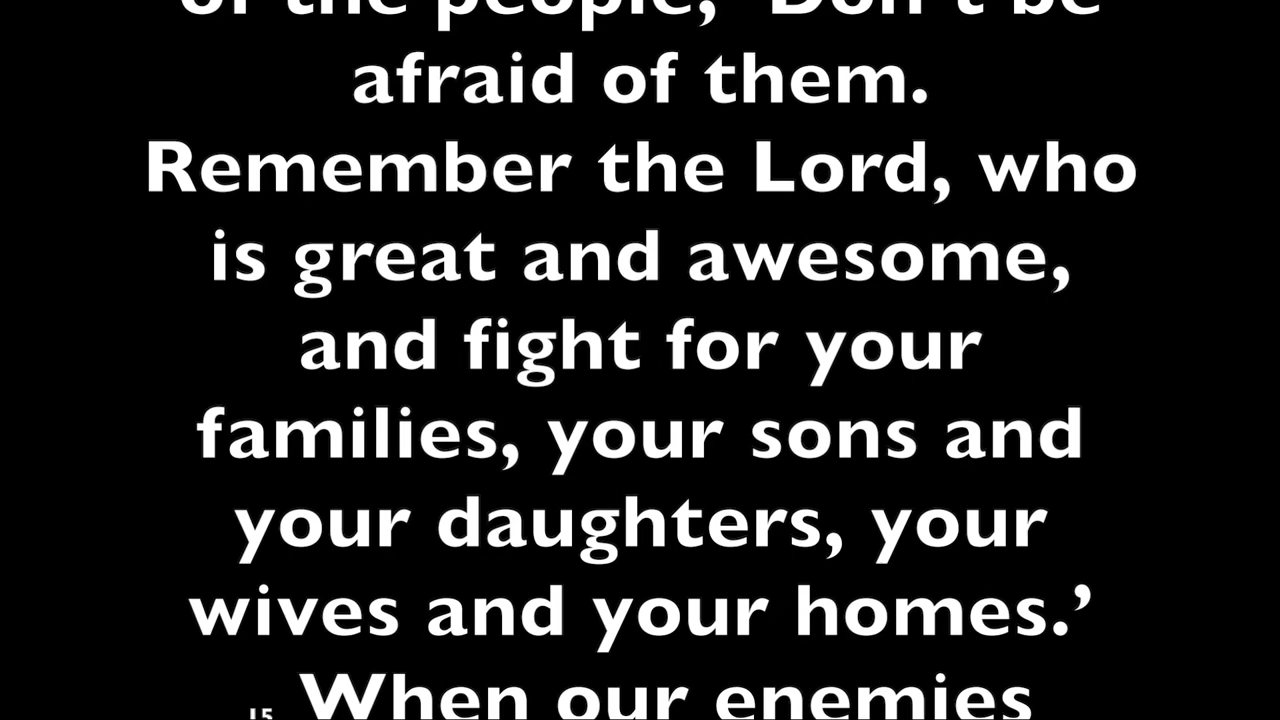 of the people, ‘Don’t be
afraid of them.
Remember the Lord, who
is great and awesome,
and fight for your
families, your sons and
your daughters, your
wives and your homes.’
15 When our enemies